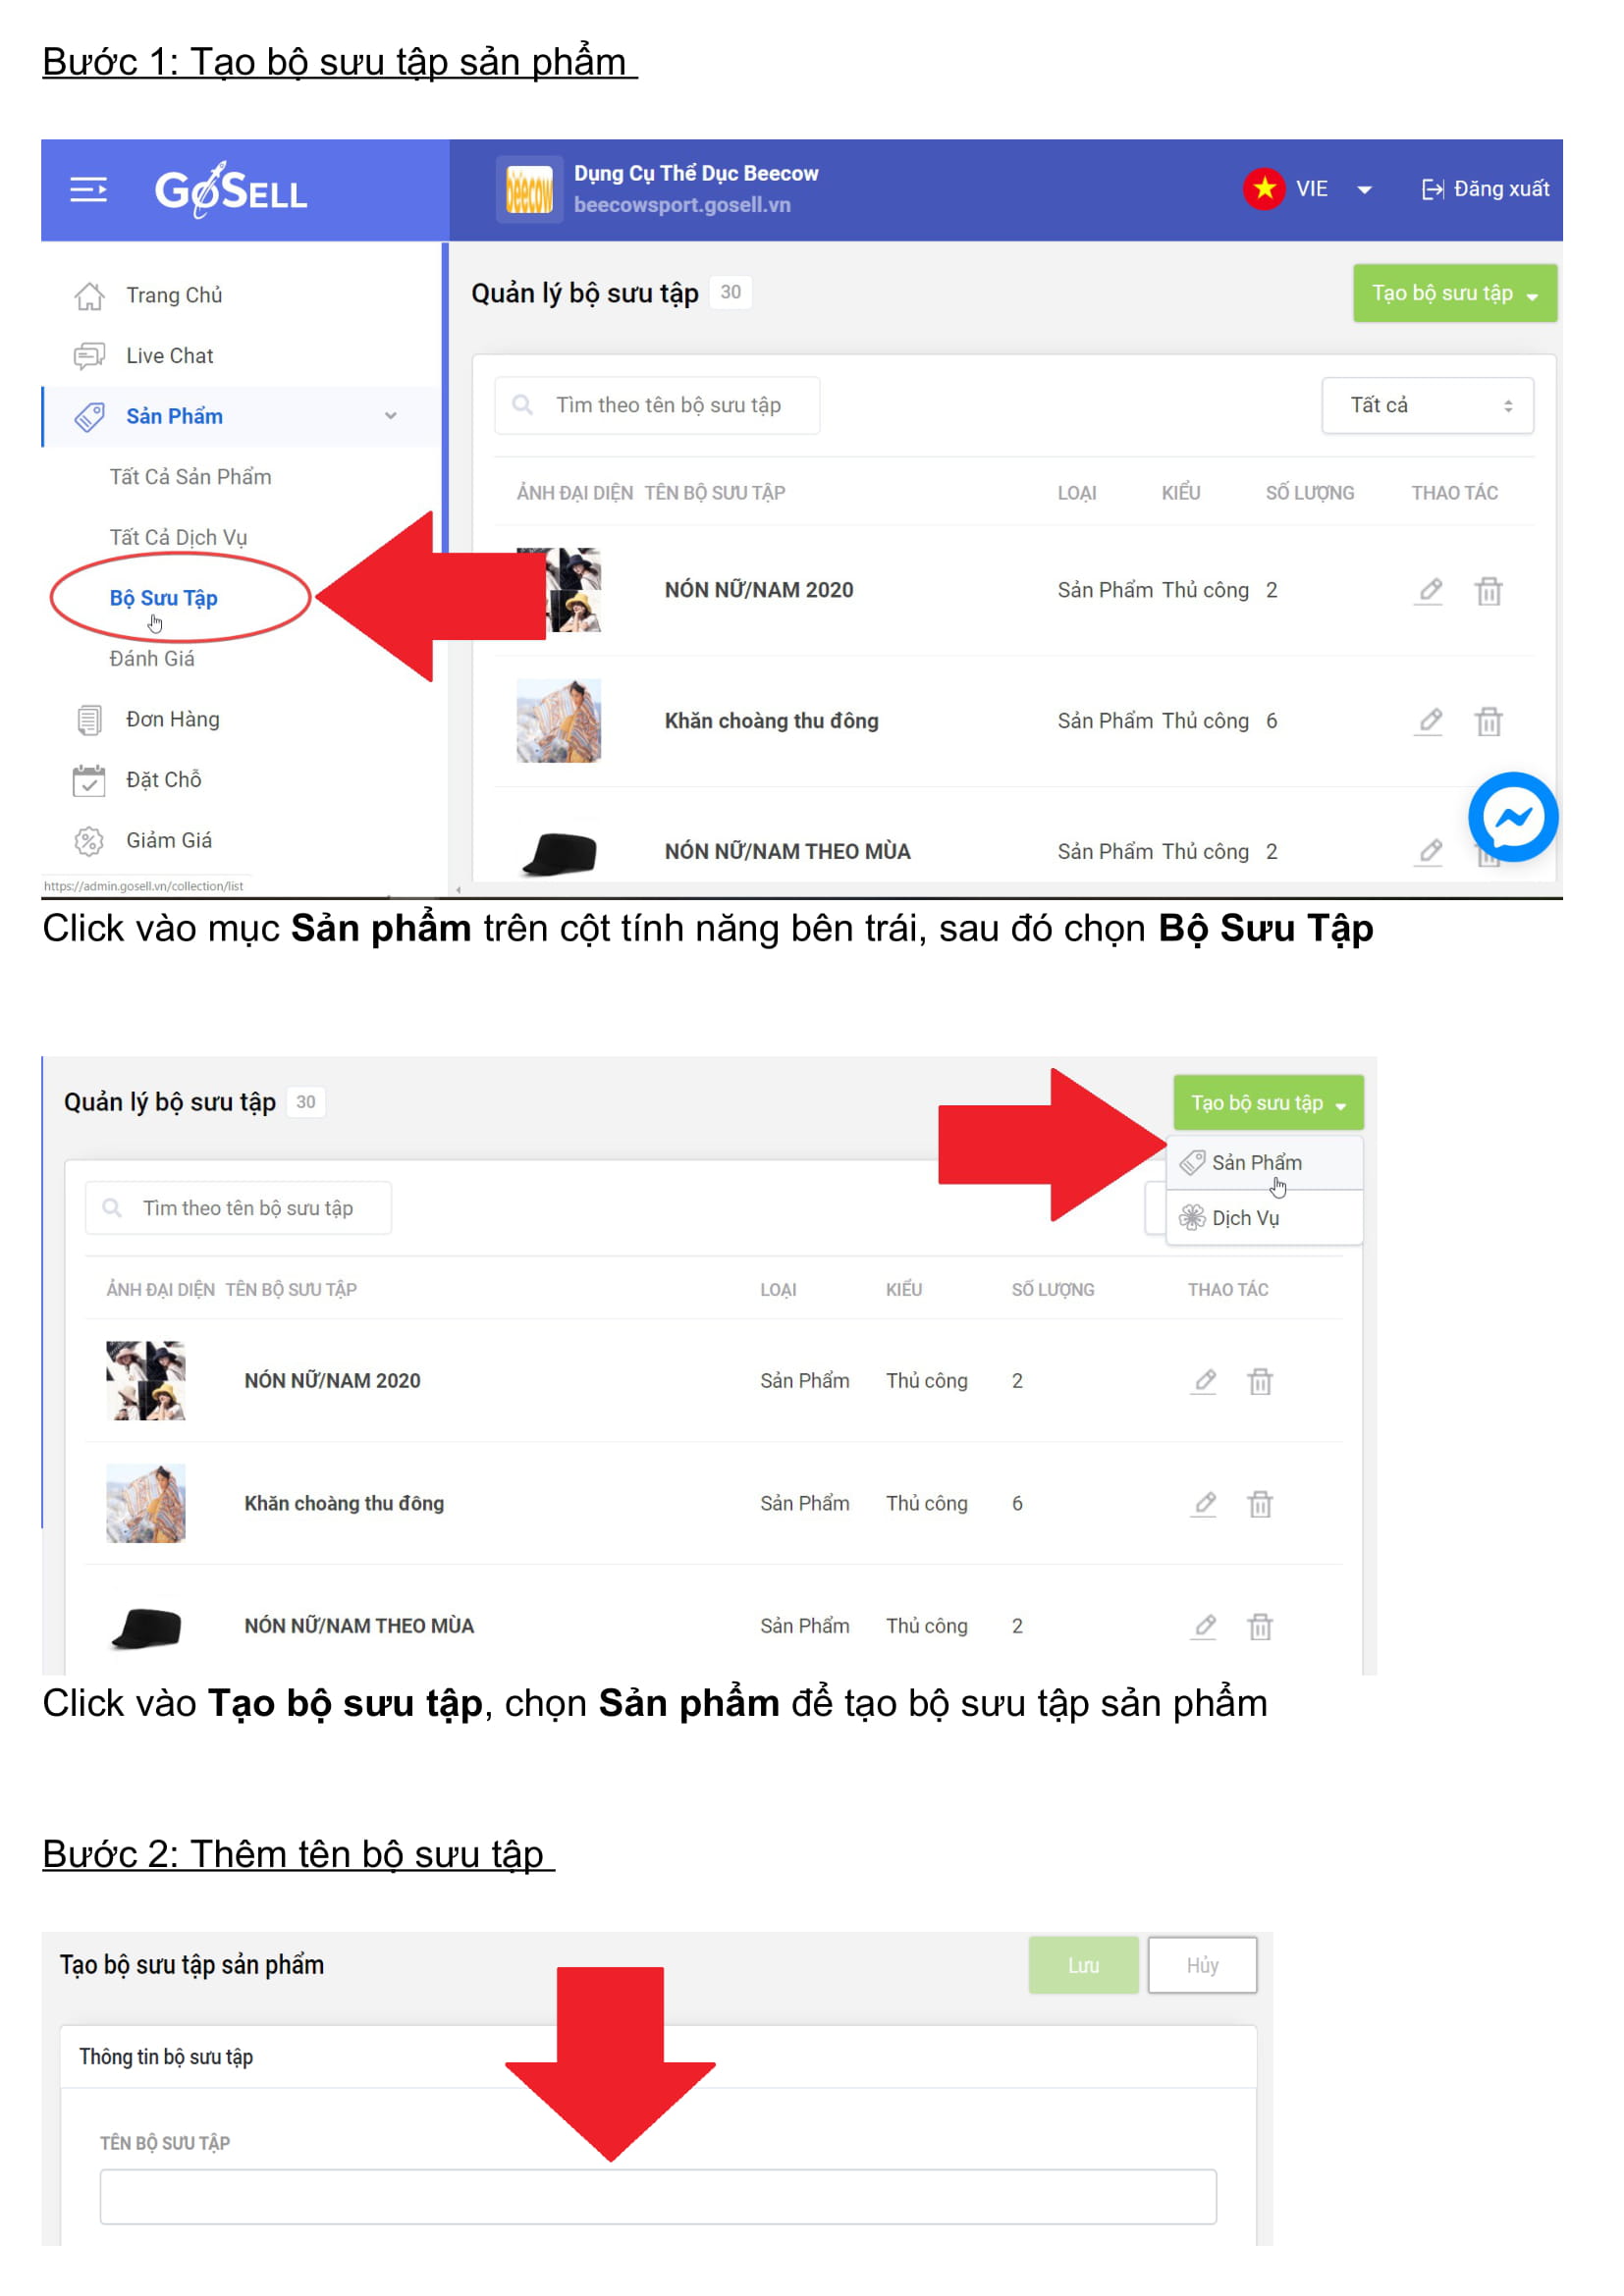 Bước 1: Tạo bộ sưu tập sản phẩm
GoSELL
Dụng Cụ Thể Dục Beecow
beecow
beecowsport.gosell.vn
VIE
Đăng xuất
Trang Chủ
Live Chat
Sản Phẩm
Tất Cả Sản Phẩm
Tất Cả Dịch Vụ
Bộ Sưu Tập
Đánh Giá
Đơn Hàng
Đặt Chỗ
Giảm Giá
https://admin.gosell.vn/collection/list
Quản lý bộ sưu tập 30
Tạo bộ sưu tập
Tìm theo tên bộ sưu tập
Tất cả
ẢNH ĐẠI DIỆN TÊN BỘ SƯU TẬP LOẠI KIỂU SỐ LƯỢNG THAO TÁC
NÓN NỮ/NAM 2020 Sản Phẩm Thủ công 2
Khăn choàng thu đông Sản Phẩm Thủ công 6
NÓN NỮ/NAM THEO MÙA Sản Phẩm Thủ công 2
Click vào mục Sản phẩm trên cột tính năng bên trái, sau đó chọn Bộ Sưu Tập
Quản lý bộ sưu tập 30
Tạo bộ sưu tập
Sản Phẩm
Dịch Vụ
Tìm theo tên bộ sưu tập
ẢNH ĐẠI DIỆN TÊN BỘ SƯU TẬP LOẠI KIỂU SỐ LƯỢNG THAO TÁC
NÓN NỮ/NAM 2020 Sản Phẩm Thủ công 2
Khăn choàng thu đông Sản Phẩm Thủ công 6
NÓN NỮ/NAM THEO MÙA Sản Phẩm Thủ công 2
Click vào Tạo bộ sưu tập, chọn Sản phẩm để tạo bộ sưu tập sản phẩm
Bước 2: Thêm tên bộ sưu tập
Tạo bộ sưu tập sản phẩm
Lưu
Hủy
Thông tin bộ sưu tập
TÊN BỘ SƯU TẬP